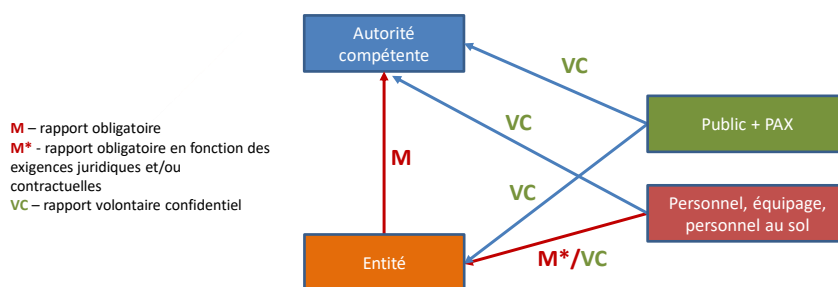 Autorité
compétente
VC
Public + PAX
VC
M – rapport obligatoire
M* - rapport obligatoire en fonction des
exigences juridiques et/ou
contractuelles
VC – rapport volontaire confidentiel
M
VC
Personnel, équipage,
personnel au sol
Entité
M*/VC